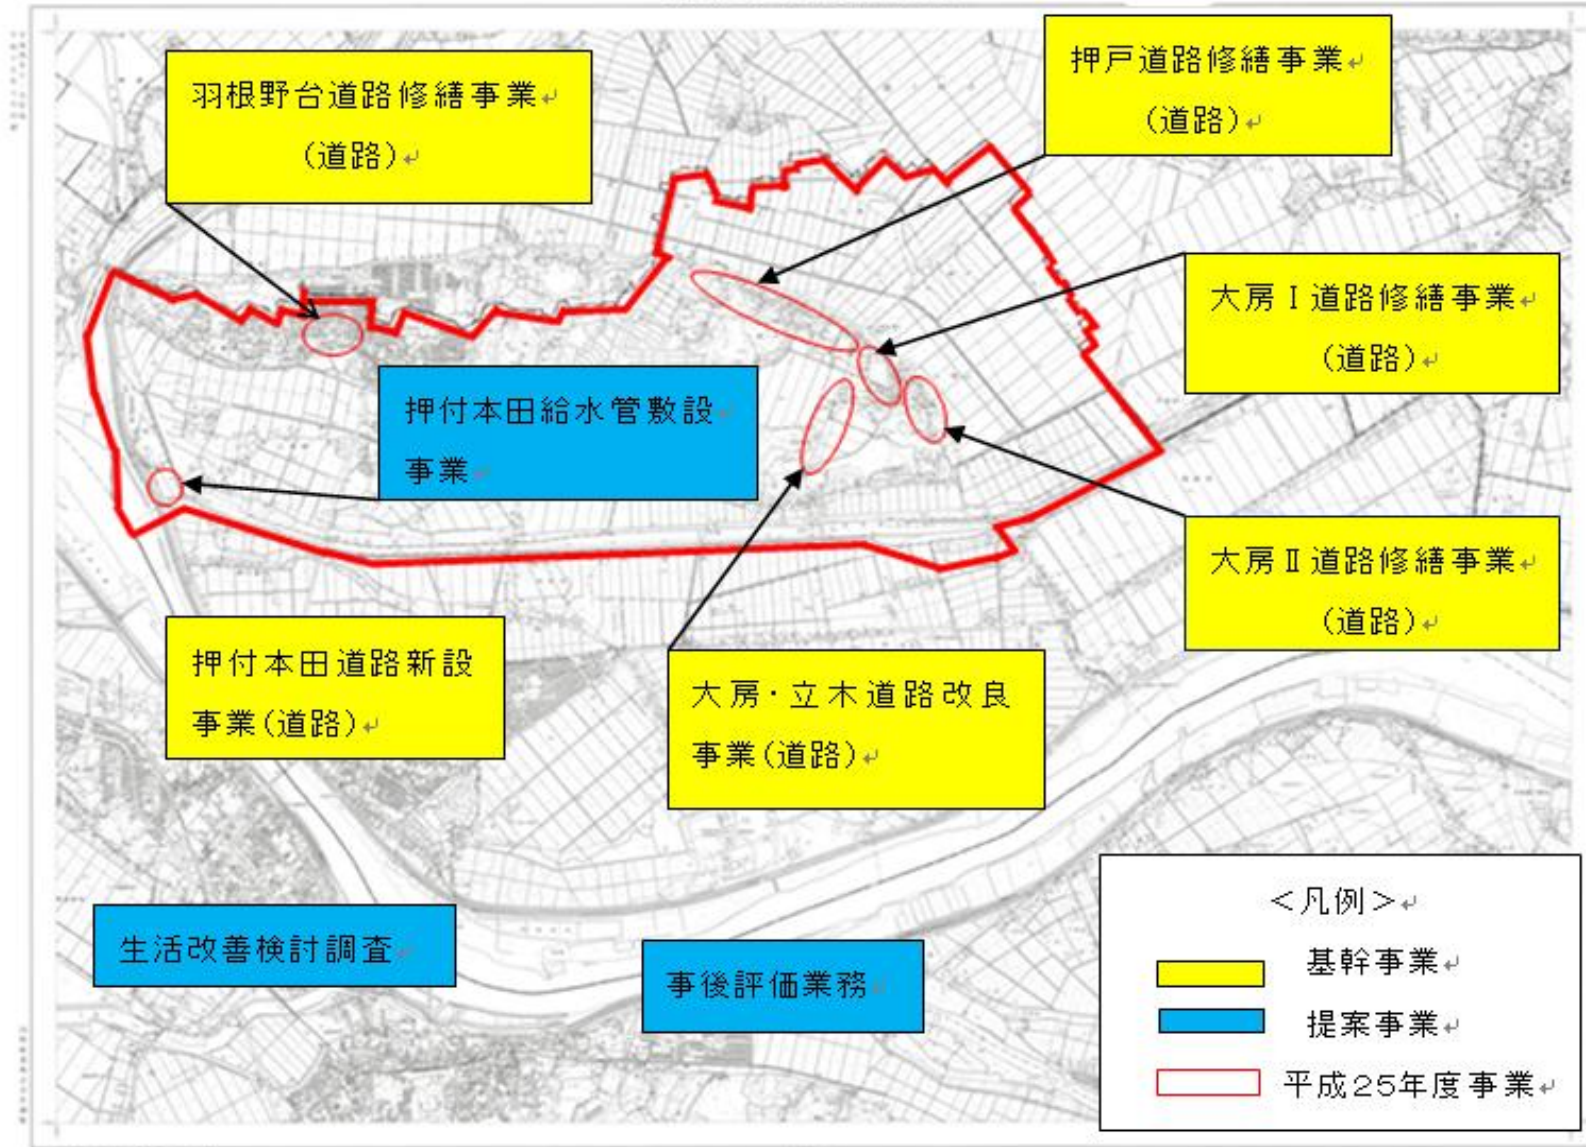 羽根野台道路修繕事業
(道路)
押戸道路修繕事業
(道路)
大房Ⅰ道路修繕事業
(道路)
押付本田給水管敷設
事業
大房Ⅱ道路修繕事業
(道路)
押付本田道路新設
事業(道路)
大房・立木道路改良
事業(道路)
生活改善検討調査
事後評価業務
<凡例>
基幹事業
提案事業
平成25年度事業